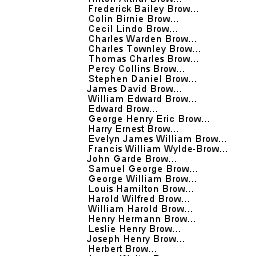 Frederick Bailey Brow...
Colin Birnie Brow...
Cecil Lindo Brow...
Charles Warden Brow...
Charles Townley Brow...
Thomas Charles Brow...
Percy Collins Brow...
Stephen Daniel Brow...
James David Brow...
William Edward Brow...
Edward Brow...
George Henry Eric Brow...
Harry Ernest Brow...
Evelyn James William Brow...
Francis William Wylde-Brow...
John Garde Brow...
Samuel George Brow...
George William Brow...
Louis Hamilton Brow...
Harold Wilfred Brow...
William Harold Brow...
Henry Hermann Brow...
Leslie Henry Brow...
Joseph Henry Brow...
Herbert Brow...